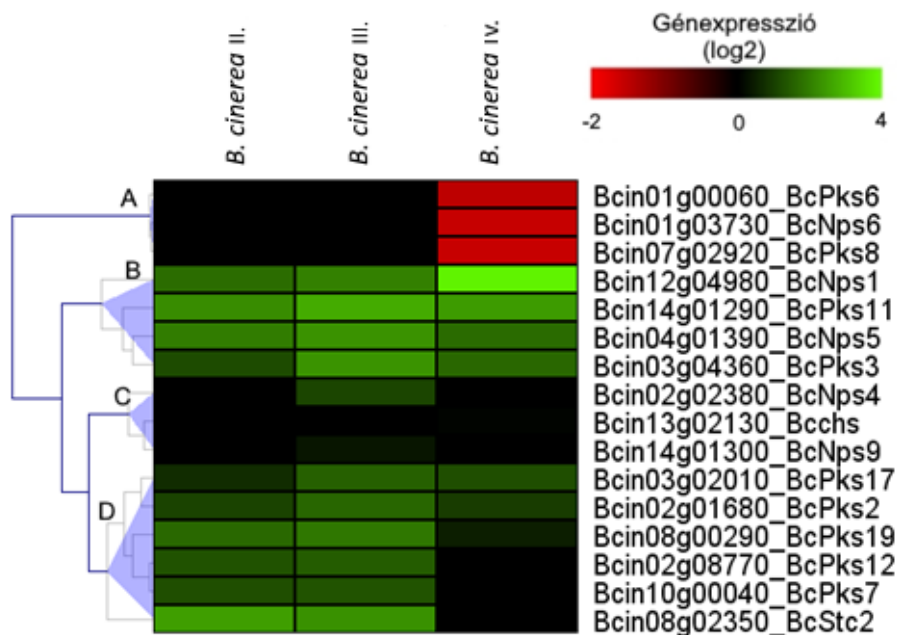 Génexpresszió
(log2)
-2 0 4
B. cinerea II.
B. cinerea III.
B. cinerea IV.
A
B
C
D
Bcin01g00060_BcPks6
Bcin01g03730_BcNps6
Bcin07g02920_BcPks8
Bcin12g04980_BcNps1
Bcin14g01290_BcPks11
Bcin04g01390_BcNps5
Bcin03g04360_BcPks3
Bcin02g02380_BcNps4
Bcin13g02130_Bcchs
Bcin14g01300_BcNps9
Bcin03g02010_BcPks17
Bcin02g01680_BcPks2
Bcin08g00290_BcPks19
Bcin02g08770_BcPks12
Bcin10g00040_BcPks7
Bcin08g02350_BcStc2